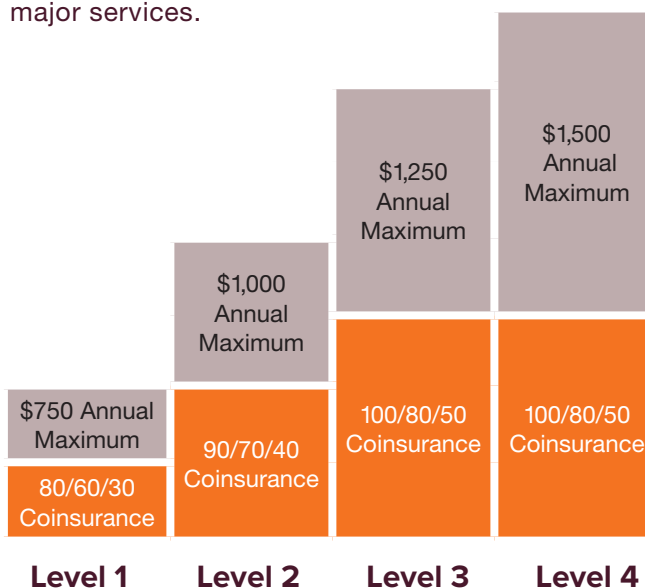 major services.
$1,500
Annual
Maximum
$1,250
Annual
Maximum
$1,000
Annual
Maximum
$750 Annual
Maximum
100/80/50
Coinsurance
100/80/50
Coinsurance
90/70/40
Coinsurance
80/60/30
Coinsurance
Level 1
Level 2
Level 3
Level 4